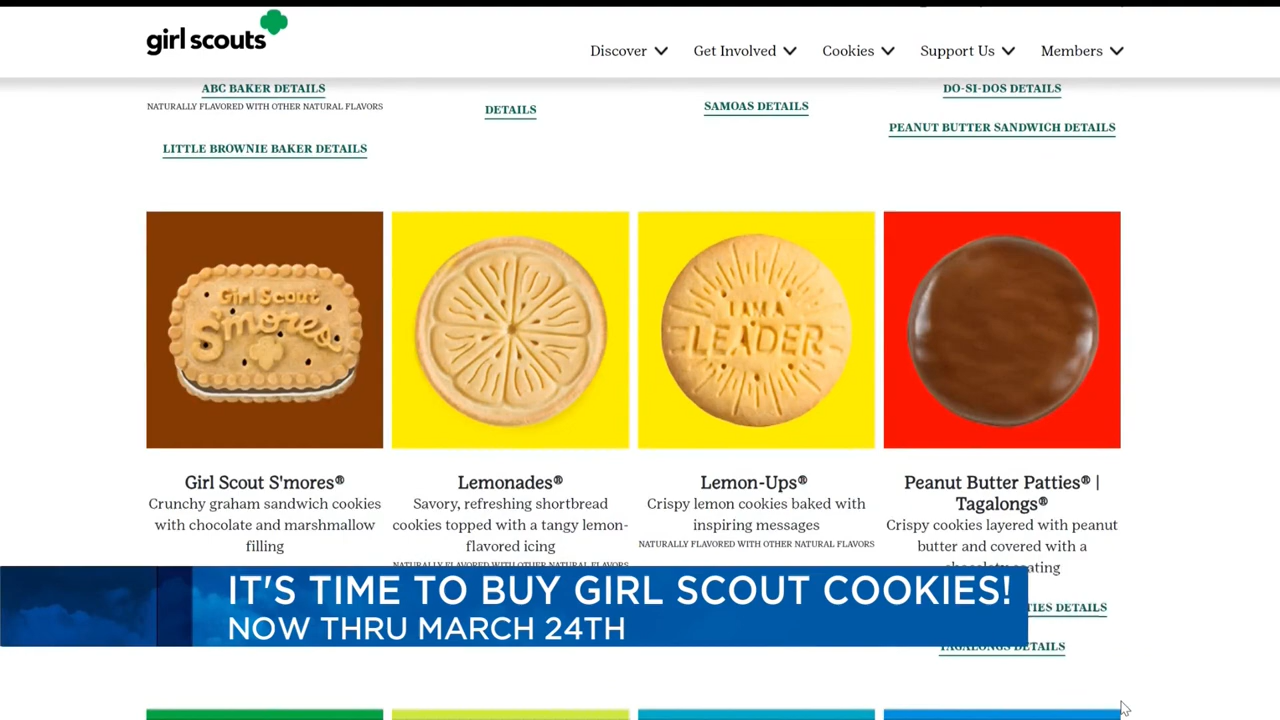 girl scouts
Discover
Get Involved
Cookies
Support Us
Members
ABC BAKER DETAILS
NATURALLY FLAVORED WITH OTHER NATURAL FLAVORS
LITTLE BROWNIE BAKER DETAILS
DETAILS
SAMOAS DETAILS
DO-SI-DOS DETAILS
PEANUT BUTTER SANDWICH DETAILS
Girl Scout
S'mores
I AM A
LEADER
Girl Scout S'mores®
Crunchy graham sandwich cookies
with chocolate and marshmallow
filling
Lemonades®
Savory, refreshing shortbread
cookies topped with a tangy lemon-
flavored icing
NATURALLY FLAVORED WITH OTHER NATURAL FLAVORS
Lemon-Ups®
Crispy lemon cookies baked with
inspiring messages
NATURALLY FLAVORED WITH OTHER NATURAL FLAVORS
Peanut Butter Patties® |
Tagalongs®
Crispy cookies layered with peanut
butter and covered with a
chocolate coating
DETAILS
TAGALONGS DETAILS
IT'S TIME TO BUY GIRL SCOUT COOKIES!
NOW THRU MARCH 24TH